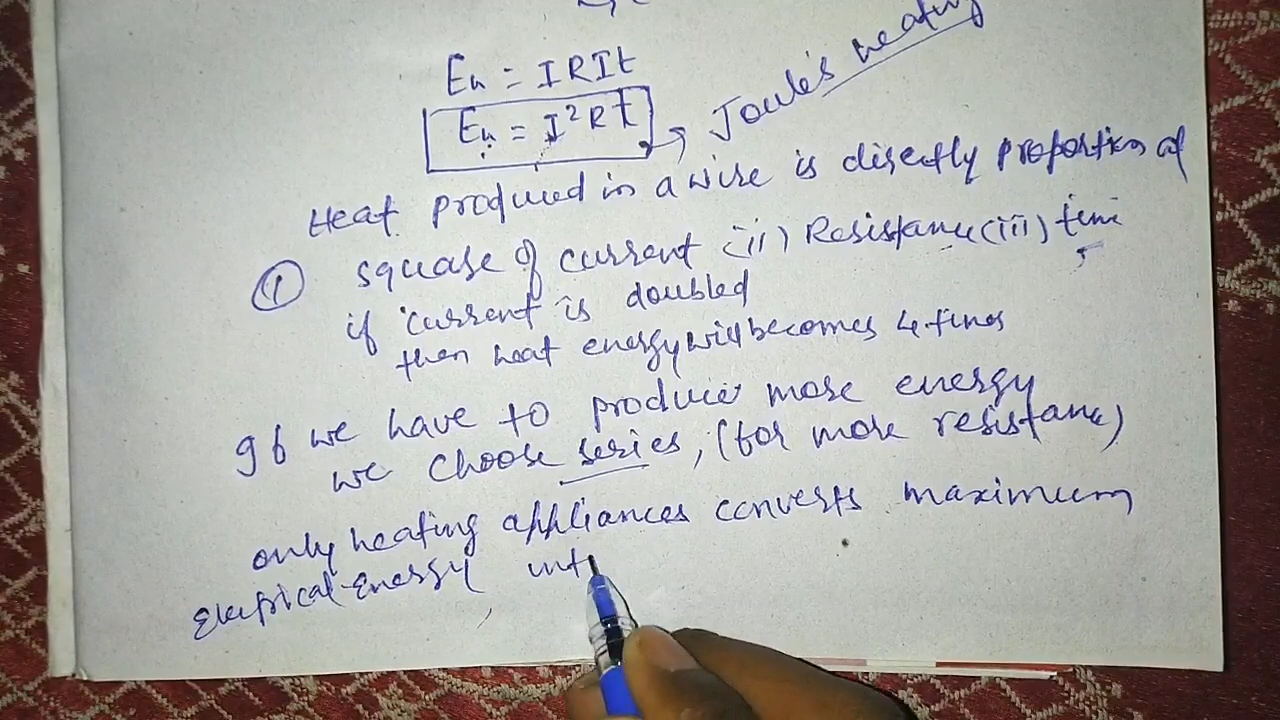 EH = IRIt
EH = I²Rt → Joule's heating
Heat produced in a wire is directly proportion of
① square of current (ii) Resistance (iii) time
if current is doubled
then heat energy will becomes 4 times
If we have to produce more energy
we choose series, (for more resistance)
only heating appliances converts maximum
Electrical Energy int